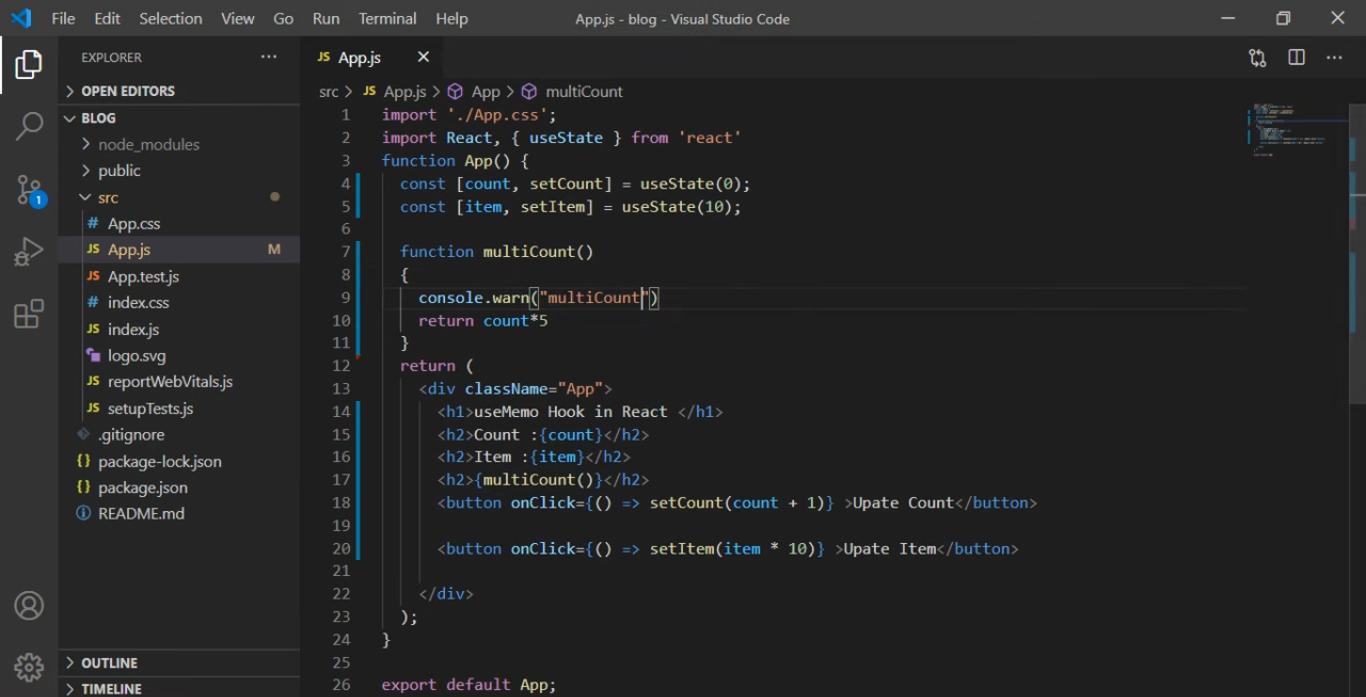 File Edit Selection View Go Run Terminal Help App.js - blog - Visual Studio Code
EXPLORER
OPEN EDITORS
BLOG
node_modules
public
src
# App.css
JS App.js M
JS App.test.js
# index.css
JS index.js
logo.svg
JS reportWebVitals.js
JS setupTests.js
.gitignore
{} package-lock.json
{} package.json
README.md
OUTLINE
TIMELINE
1
JS App.js
src > JS App.js > App > multiCount
1 import './App.css';
2 import React, { useState } from 'react'
3 function App() {
4 const [count, setCount] = useState(0);
5 const [item, setItem] = useState(10);
6
7 function multiCount()
8 {
9 console.warn("multiCount")
10 return count*5
11 }
12 return (
13 <div className="App">
14 <h1>useMemo Hook in React </h1>
15 <h2>Count :{count}</h2>
16 <h2>Item :{item}</h2>
17 <h2>{multiCount()}</h2>
18 <button onClick={() => setCount(count + 1)} >Upate Count</button>
19
20 <button onClick={() => setItem(item * 10)} >Upate Item</button>
21
22 </div>
23 );
24 }
25
26 export default App;